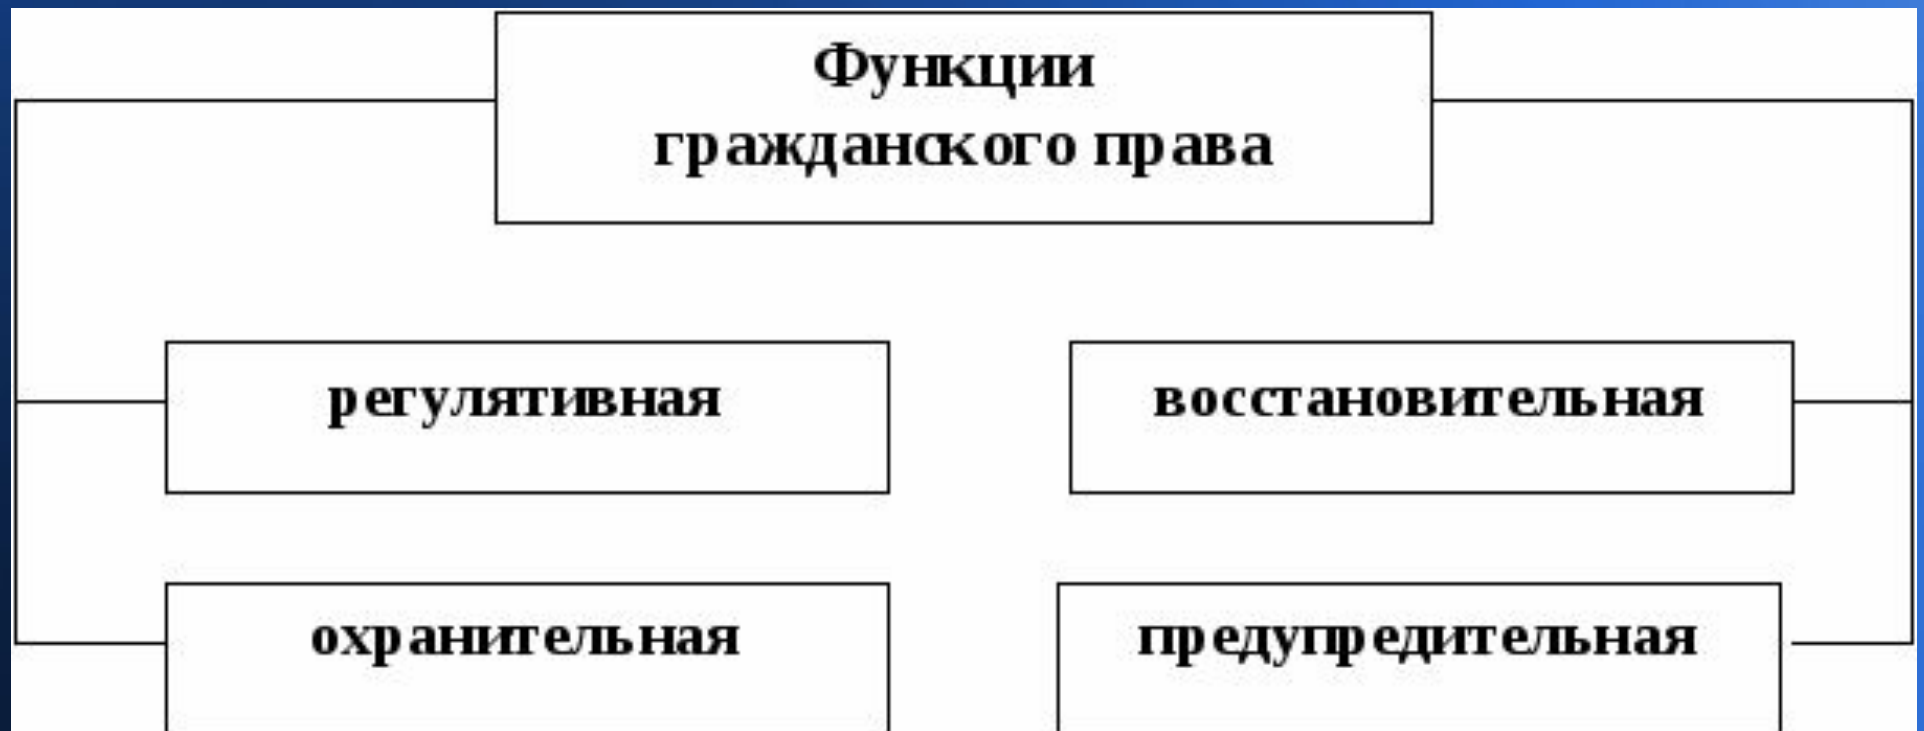 Функции
гражданского права
регулятивная
восстановительная
охранительная
предупредительная